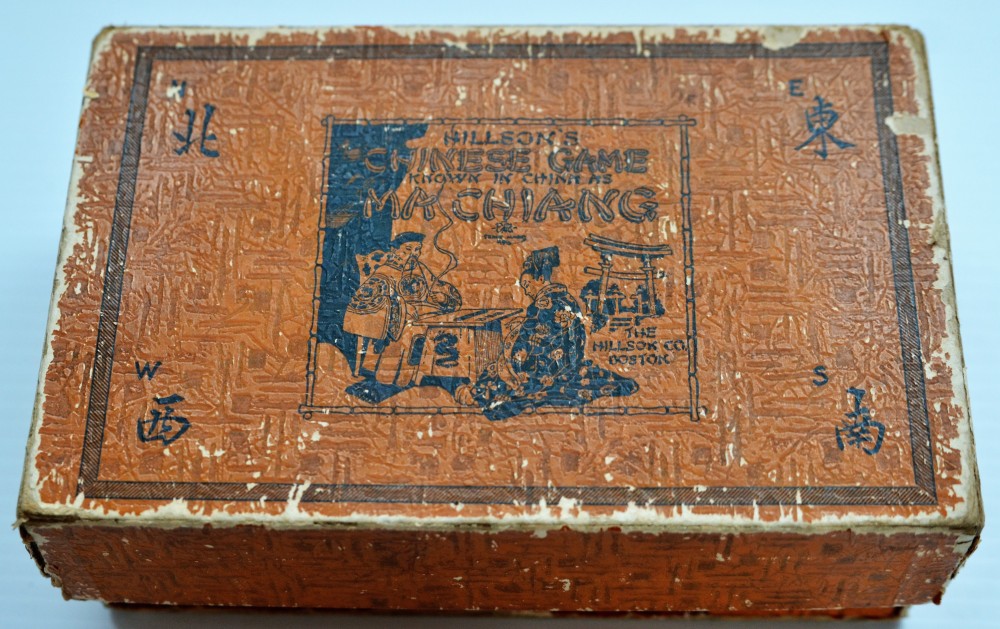 N
北
E
東
HILLSON'S
CHINESE GAME
KNOWN IN CHINA AS
MA CHIANG
THE
HILLSON CO.
BOSTON
W
西
S
南